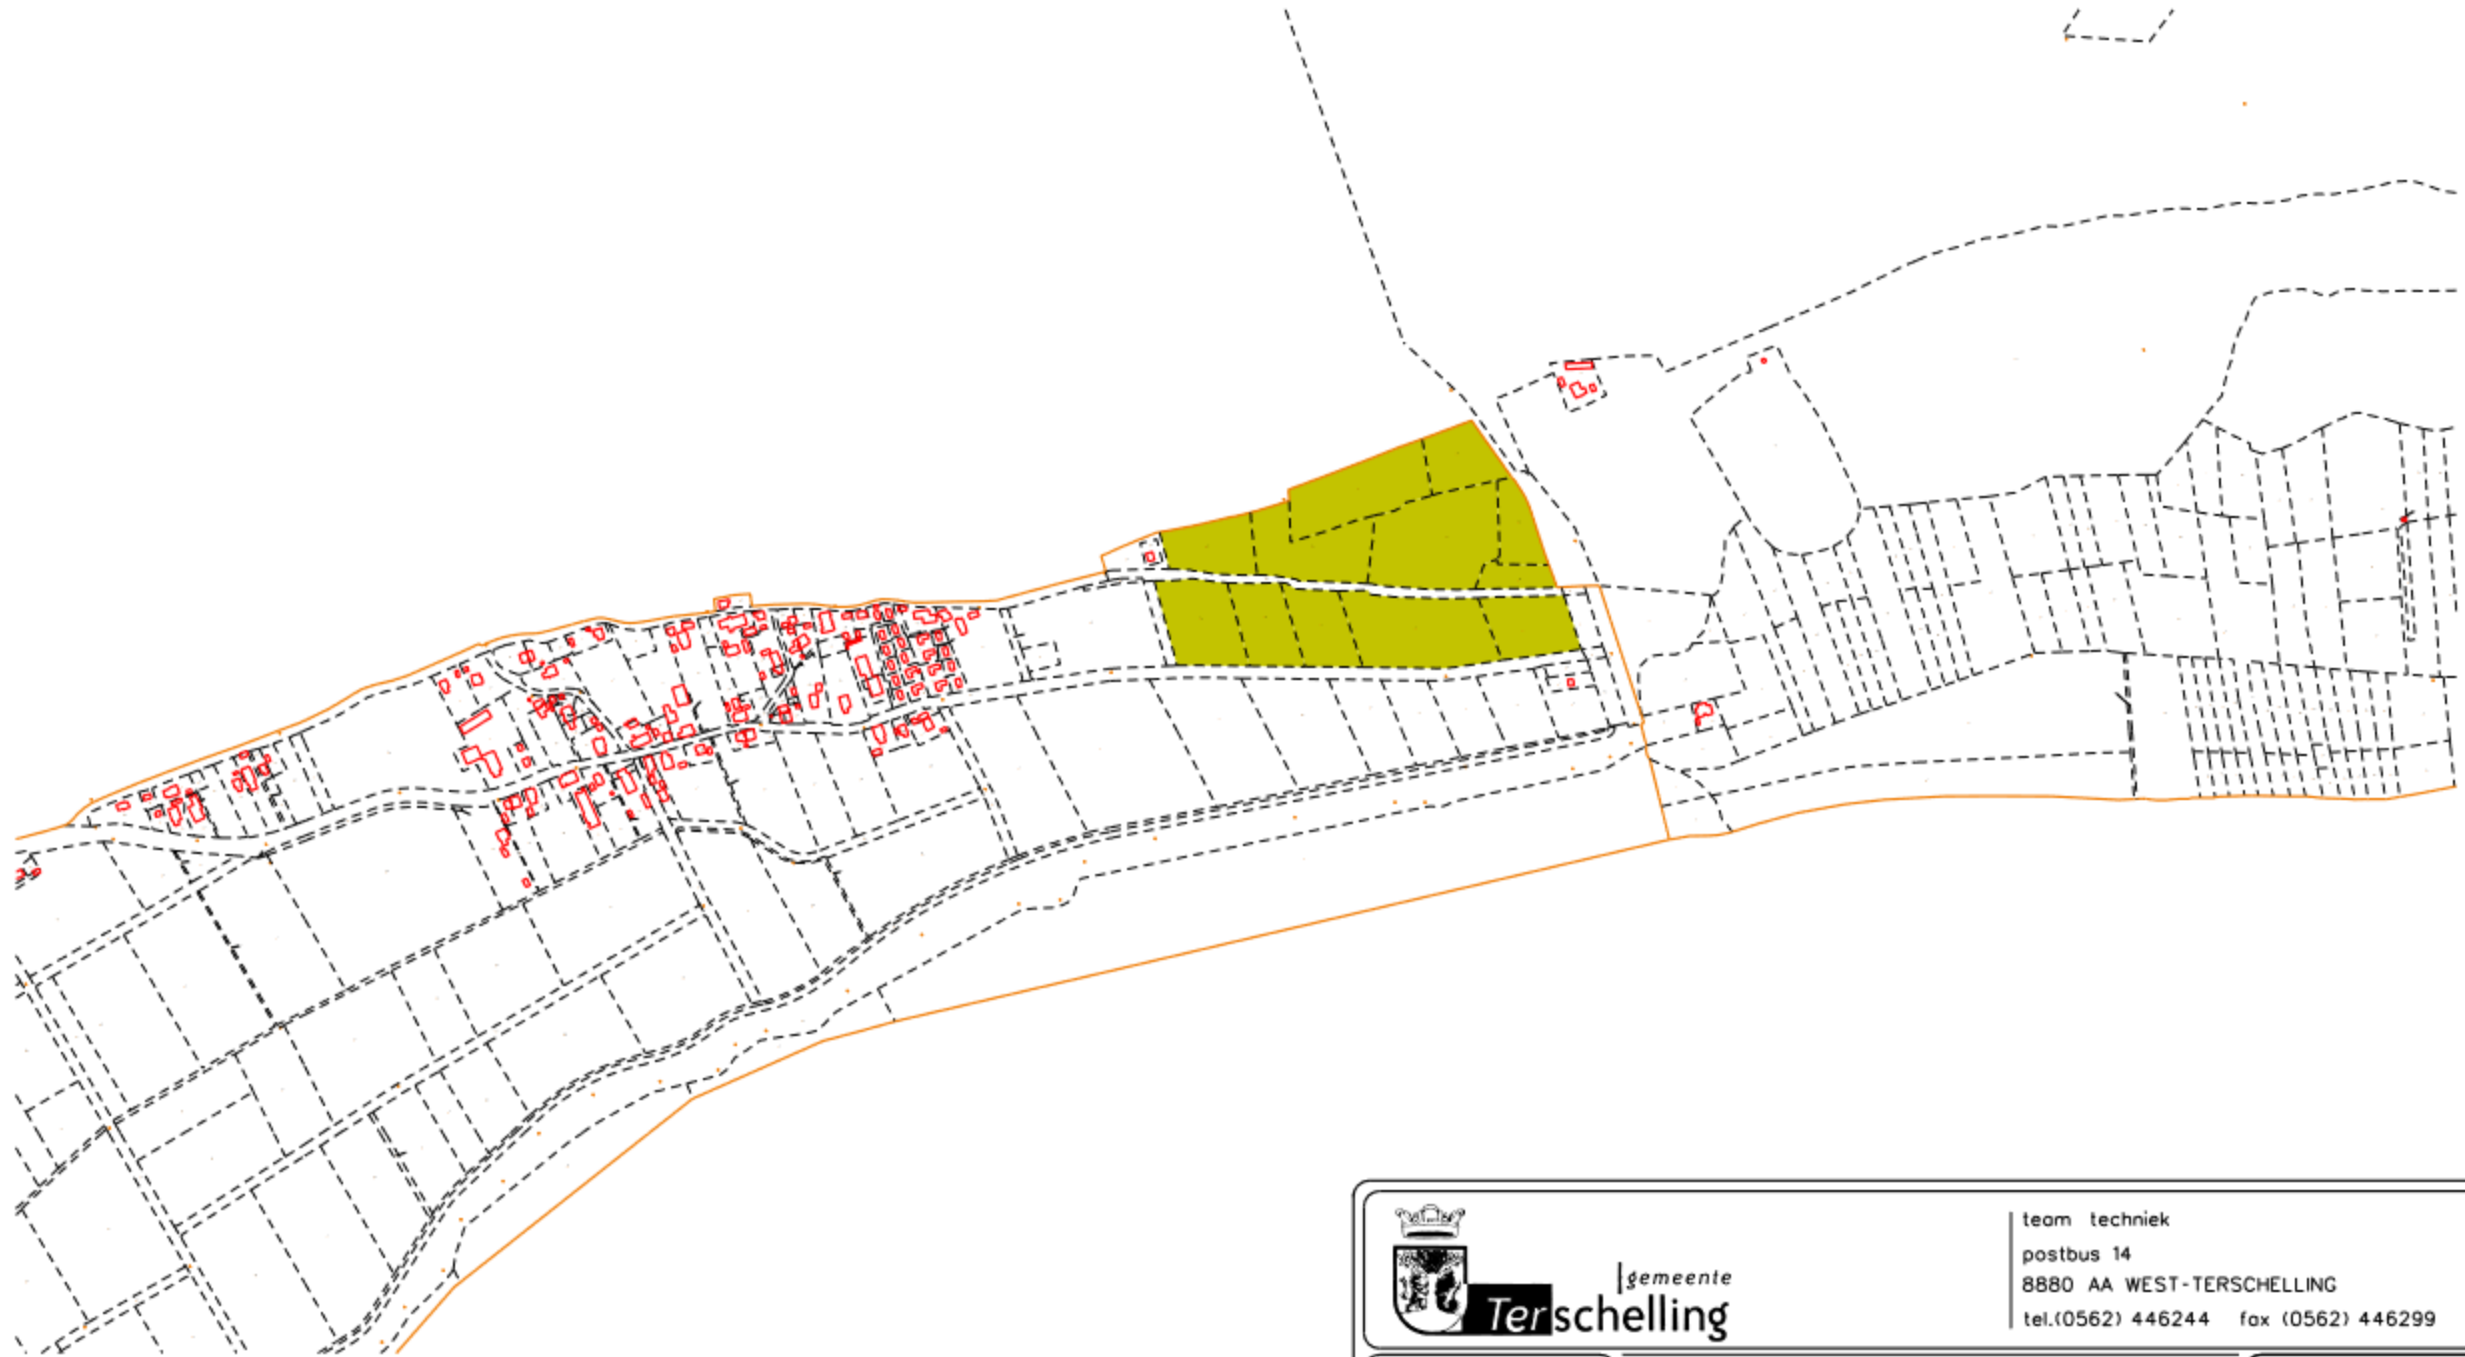 gemeente
Terschelling
team techniek
postbus 14
8880 AA WEST-TERSCHELLING
tel.(0562) 446244 fax (0562) 446299